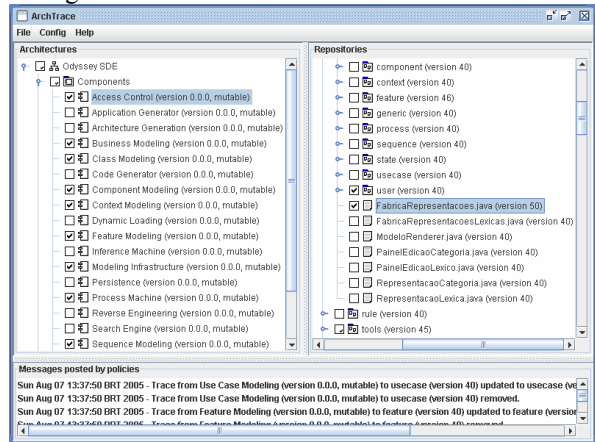 ArchTrace
File Config Help
Architectures
Odyssey SDE
Components
Access Control (version 0.0.0, mutable)
Application Generator (version 0.0.0, mutable)
Architecture Generation (version 0.0.0, mutable)
Business Modeling (version 0.0.0, mutable)
Class Modeling (version 0.0.0, mutable)
Code Generator (version 0.0.0, mutable)
Component Modeling (version 0.0.0, mutable)
Context Modeling (version 0.0.0, mutable)
Dynamic Loading (version 0.0.0, mutable)
Feature Modeling (version 0.0.0, mutable)
Inference Machine (version 0.0.0, mutable)
Modeling Infrastructure (version 0.0.0, mutable)
Persistence (version 0.0.0, mutable)
Process Machine (version 0.0.0, mutable)
Reverse Engineering (version 0.0.0, mutable)
Search Engine (version 0.0.0, mutable)
Sequence Modeling (version 0.0.0, mutable)
Repositories
component (version 40)
context (version 40)
feature (version 46)
generic (version 40)
process (version 40)
sequence (version 40)
state (version 40)
usecase (version 40)
user (version 40)
FabricaRepresentacoes.java (version 50)
FabricaRepresentacoesLexicas.java (version 40)
ModeloRenderer.java (version 40)
PainelEdicaoCategoria.java (version 40)
PainelEdicaoLexico.java (version 40)
RepresentacaoCategoria.java (version 40)
RepresentacaoLexica.java (version 40)
rule (version 40)
tools (version 45)
Messages posted by policies
Sun Aug 07 13:37:50 BRT 2005 - Trace from Use Case Modeling (version 0.0.0, mutable) to usecase (version 40) updated to usecase (ve
Sun Aug 07 13:37:50 BRT 2005 - Trace from Use Case Modeling (version 0.0.0, mutable) to usecase (version 40) removed.
Sun Aug 07 13:37:50 BRT 2005 - Trace from Feature Modeling (version 0.0.0, mutable) to feature (version 40) updated to feature (version